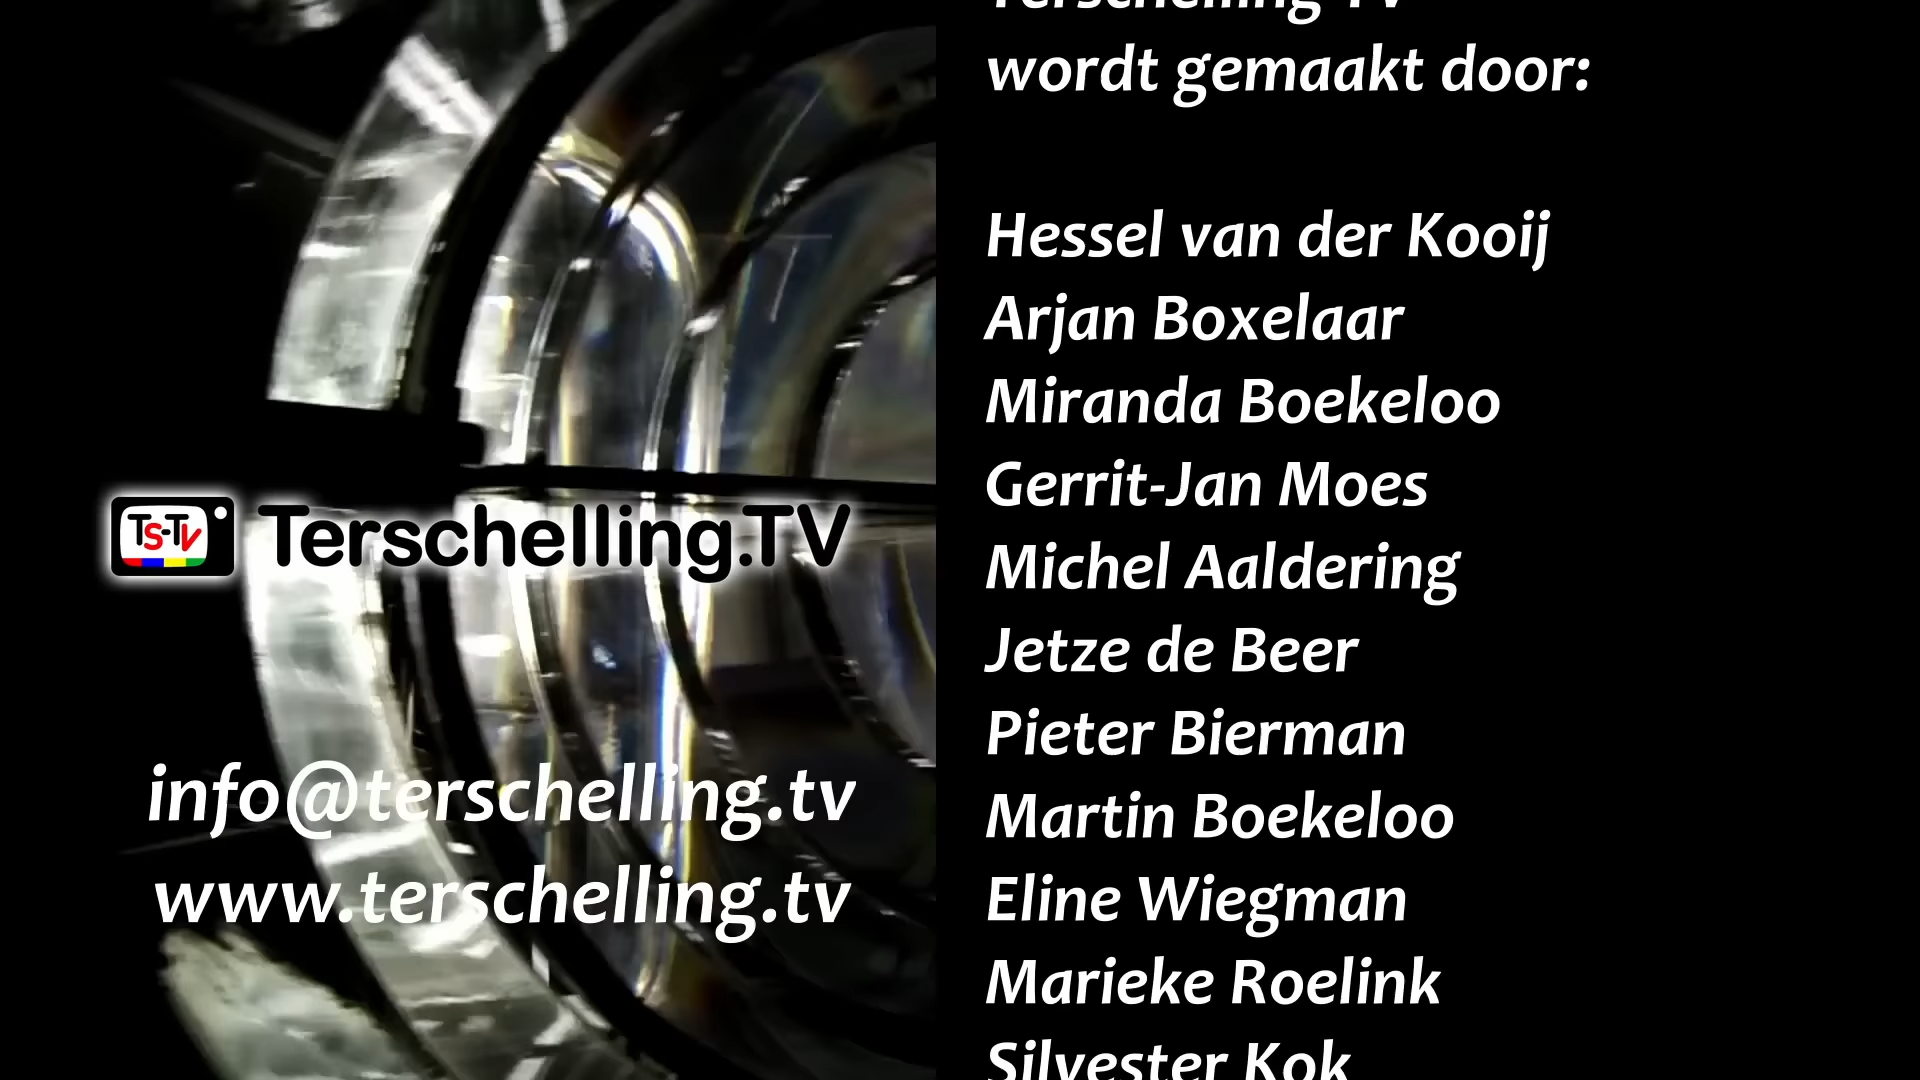 TS-TV Terschelling.TV
info@terschelling.tv
www.terschelling.tv
Terschelling TV
wordt gemaakt door:
Hessel van der Kooij
Arjan Boxelaar
Miranda Boekeloo
Gerrit-Jan Moes
Michel Aaldering
Jetze de Beer
Pieter Bierman
Martin Boekeloo
Eline Wiegman
Marieke Roelink
Silvester Kok